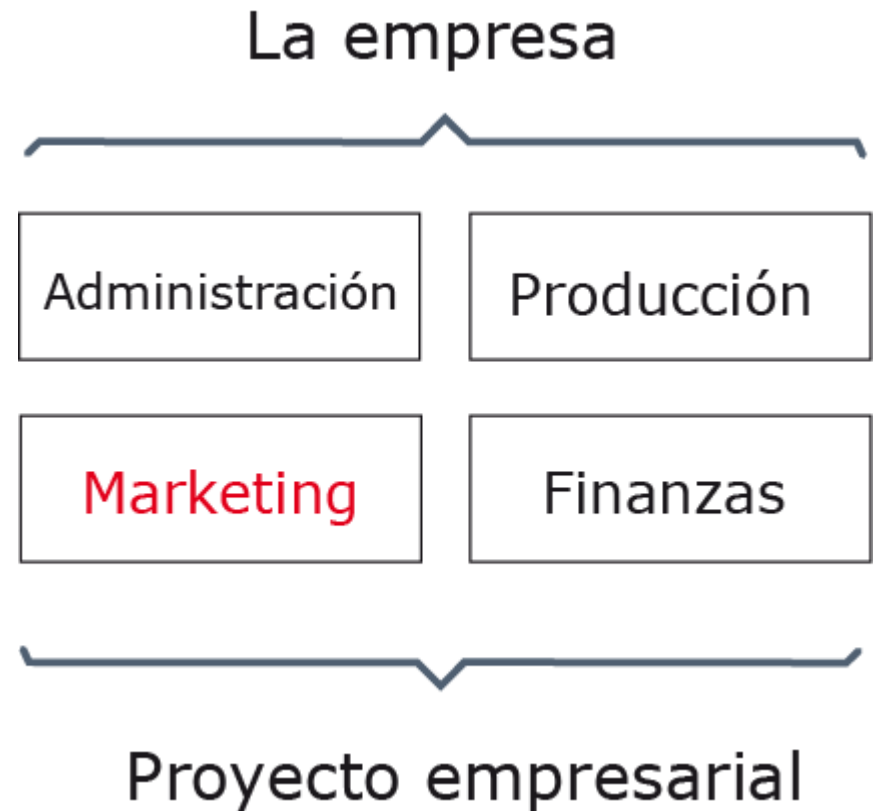 La empresa
Administración
Producción
Marketing
Finanzas
Proyecto empresarial